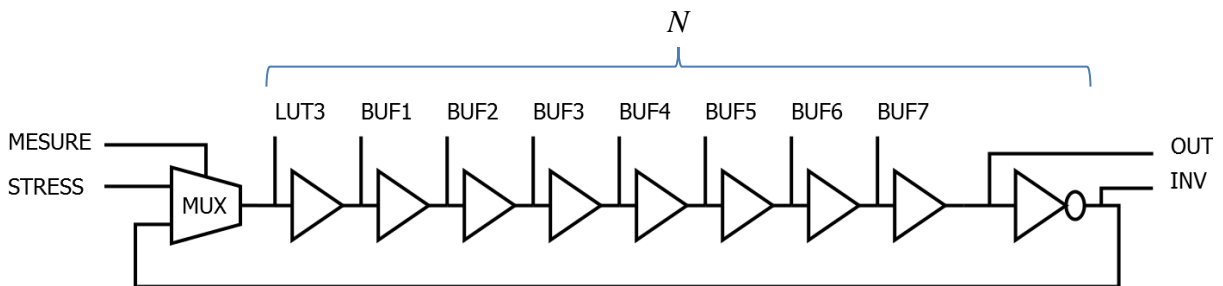 N
LUT3 BUF1 BUF2 BUF3 BUF4 BUF5 BUF6 BUF7
MESURE
OUT
STRESS
INV
MUX